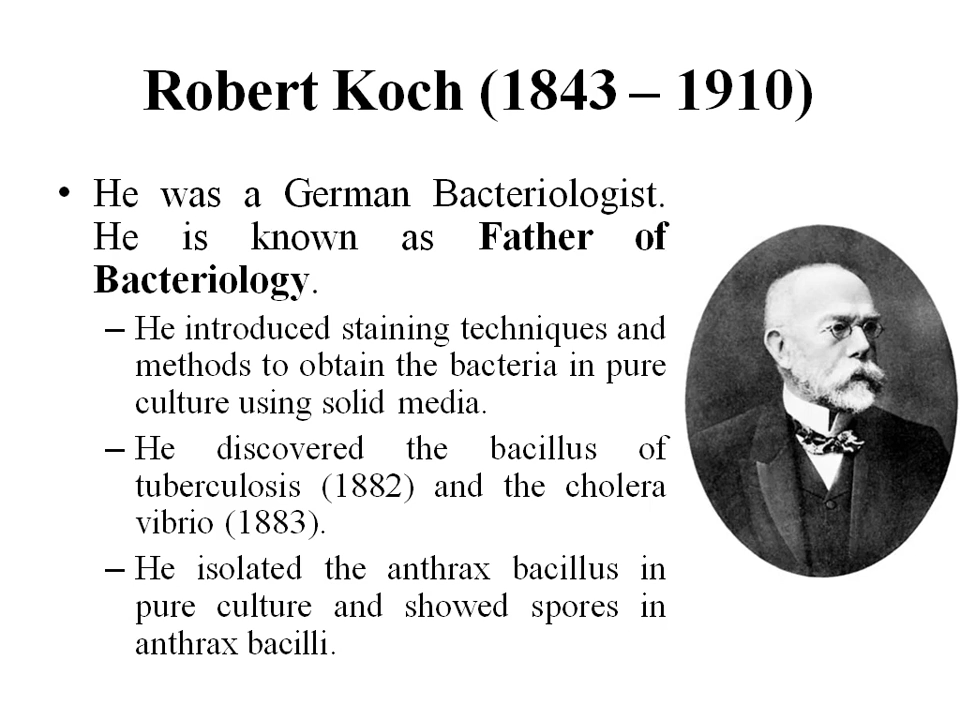 Robert Koch (1843 – 1910)
• He was a German Bacteriologist.
He is known as Father of
Bacteriology.
– He introduced staining techniques and
methods to obtain the bacteria in pure
culture using solid media.
– He discovered the bacillus of
tuberculosis (1882) and the cholera
vibrio (1883).
– He isolated the anthrax bacillus in
pure culture and showed spores in
anthrax bacilli.